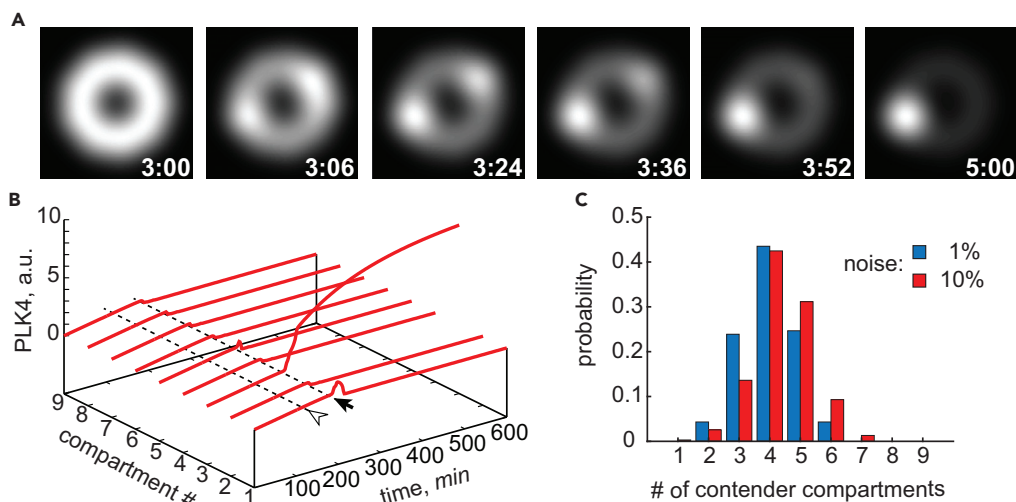 A
3:00 3:06 3:24 3:36 3:52 5:00
B
10
5
0
PLK4, a.u.
9 8 7 6 5 4 3 2 1
compartment #
100 200 300 400 500 600
time, min
C
0.5
0.4
0.3
0.2
0.1
0
probability
noise:
1%
10%
1 2 3 4 5 6 7 8 9
# of contender compartments